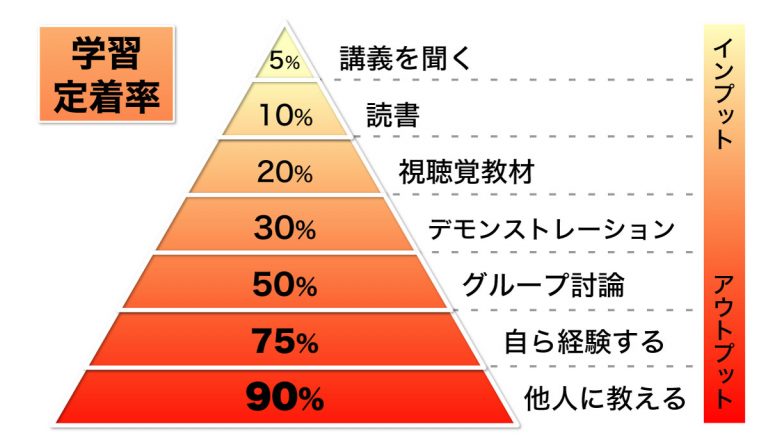 学習
定着率
5% 講義を聞く
10% 読書
20% 視聴覚教材
30% デモンストレーション
50% グループ討論
75% 自ら経験する
90% 他人に教える
インプット
アウトプット